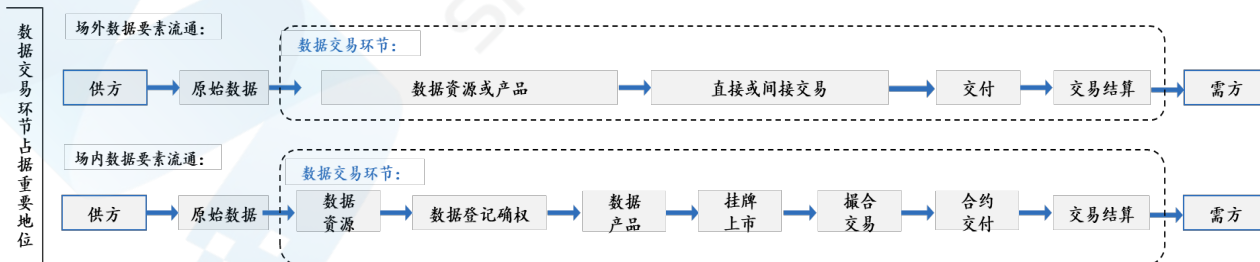 数据交易环节占据重要地位
场外数据要素流通：
数据交易环节：
供方
原始数据
数据资源或产品
直接或间接交易
交付
交易结算
需方
场内数据要素流通：
数据交易环节：
供方
原始数据
数据
资源
数据登记确权
数据
产品
挂牌
上市
撮合
交易
合约
交付
交易结算
需方